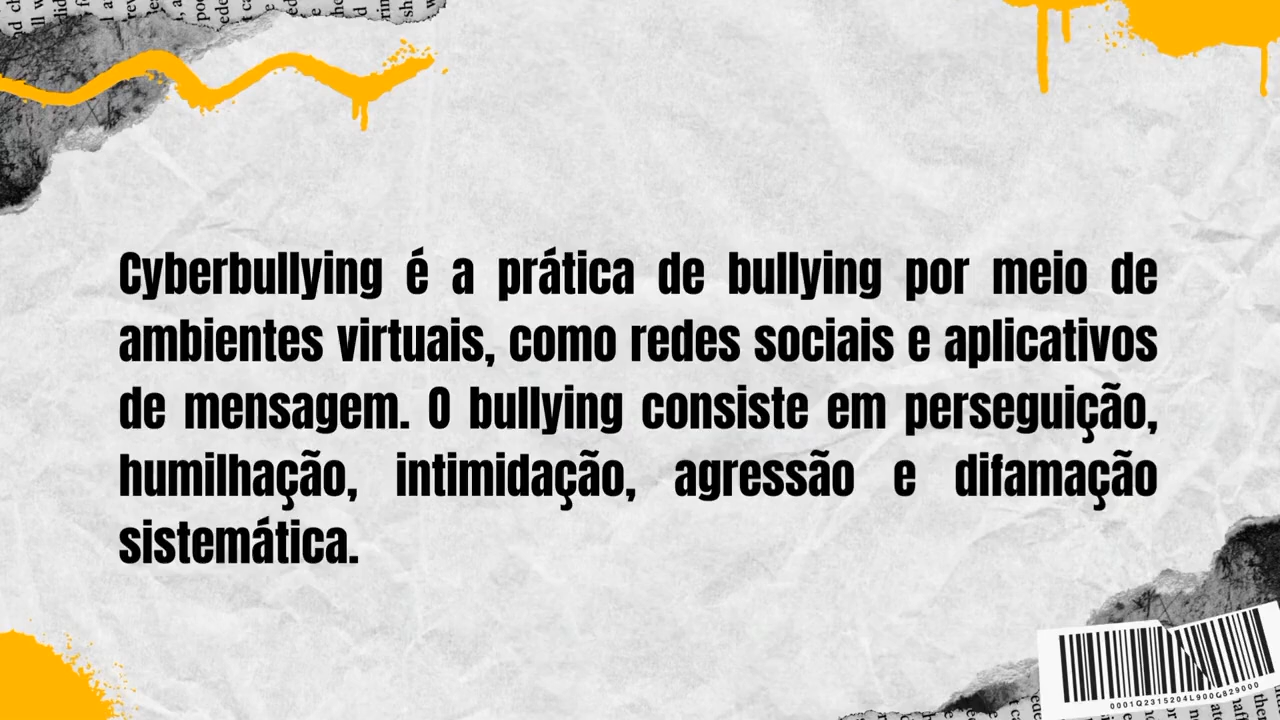 Cyberbullying é a prática de bullying por meio de
ambientes virtuais, como redes sociais e aplicativos
de mensagem. O bullying consiste em perseguição,
humilhação, intimidação, agressão e difamação
sistemática.